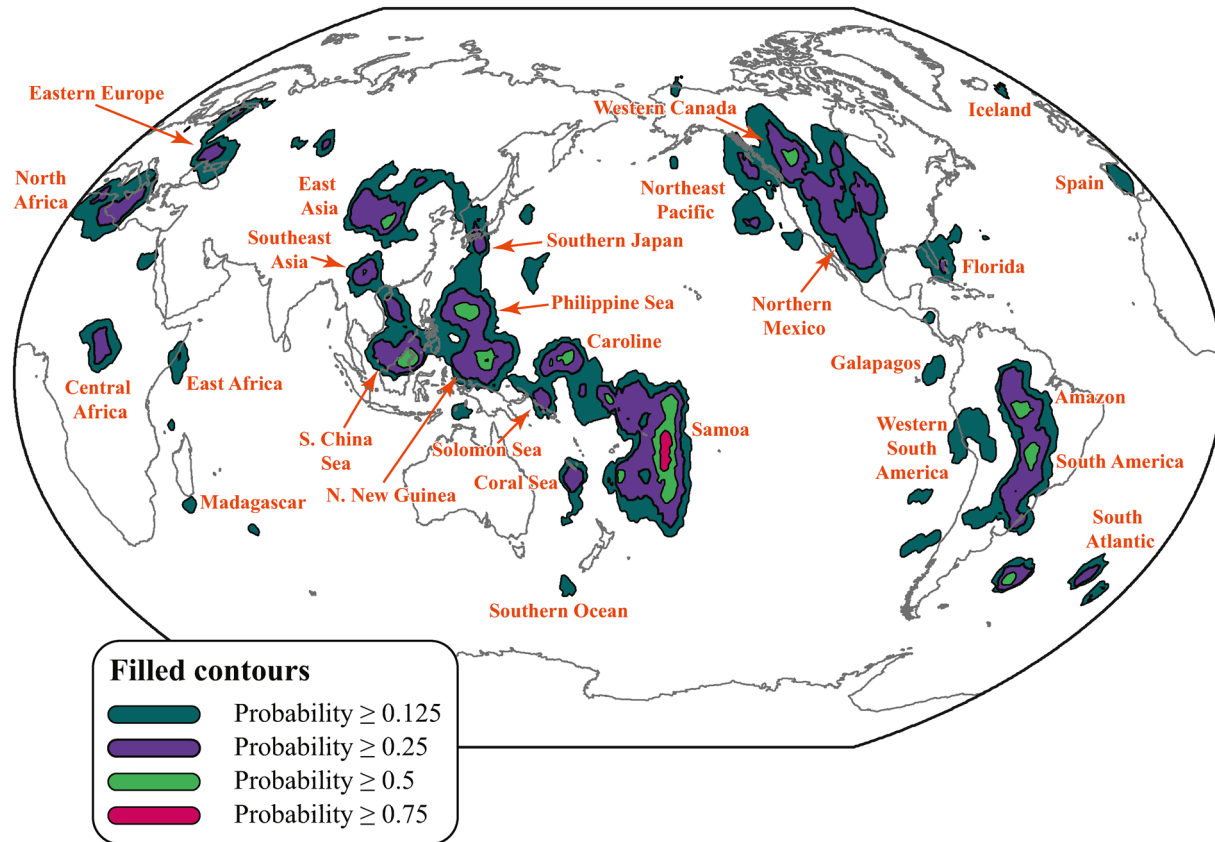 Eastern Europe
North
Africa
East
Asia
Southeast
Asia
Southern Japan
Philippine Sea
Caroline
Central
Africa
East Africa
Madagascar
S. China
Sea
N. New Guinea
Solomon Sea
Coral Sea
Samoa
Southern Ocean
Western Canada
Northeast
Pacific
Northern
Mexico
Iceland
Spain
Florida
Galapagos
Amazon
Western
South
America
South America
South
Atlantic
Filled contours
Probability ≥ 0.125
Probability ≥ 0.25
Probability ≥ 0.5
Probability ≥ 0.75